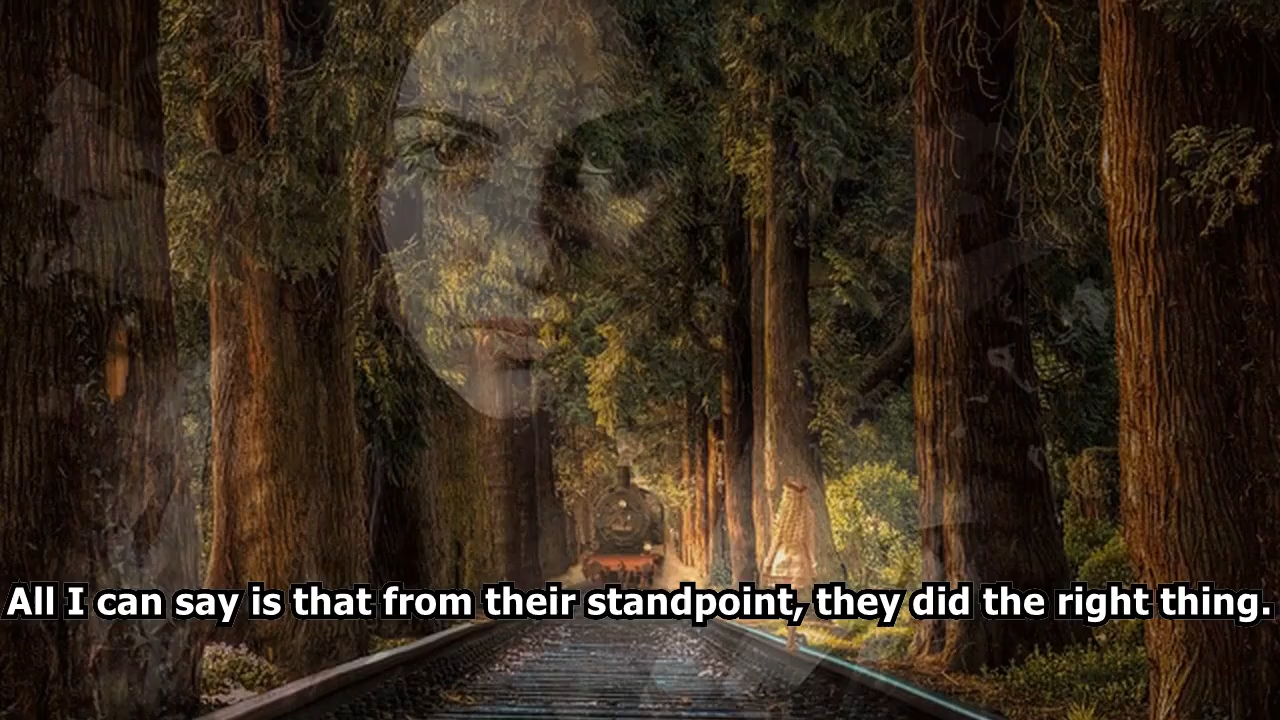 All I can say is that from their standpoint, they did the right thing.